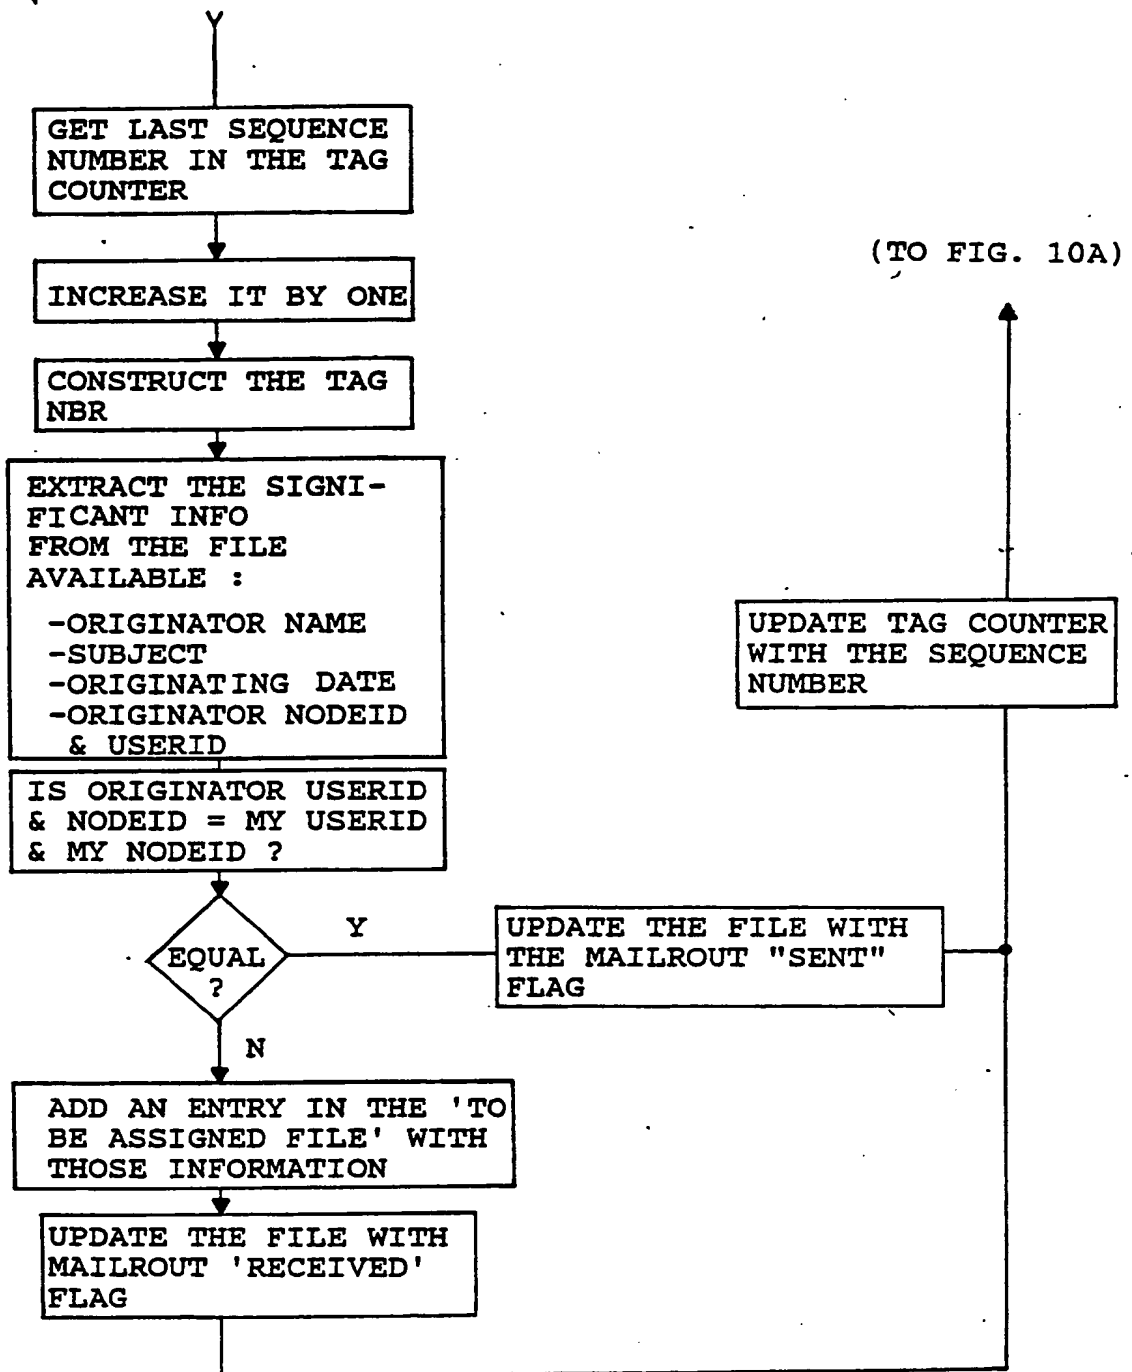 Y
GET LAST SEQUENCE
NUMBER IN THE TAG
COUNTER
INCREASE IT BY ONE
CONSTRUCT THE TAG
NBR
EXTRACT THE SIGNI-
FICANT INFO
FROM THE FILE
AVAILABLE :
-ORIGINATOR NAME
-SUBJECT
-ORIGINATING DATE
-ORIGINATOR NODEID
& USERID
IS ORIGINATOR USERID
& NODEID = MY USERID
& MY NODEID ?
EQUAL
?
Y
UPDATE THE FILE WITH
THE MAILROUT "SENT"
FLAG
N
ADD AN ENTRY IN THE 'TO
BE ASSIGNED FILE' WITH
THOSE INFORMATION
UPDATE THE FILE WITH
MAILROUT 'RECEIVED'
FLAG
UPDATE TAG COUNTER
WITH THE SEQUENCE
NUMBER
(TO FIG. 10A)